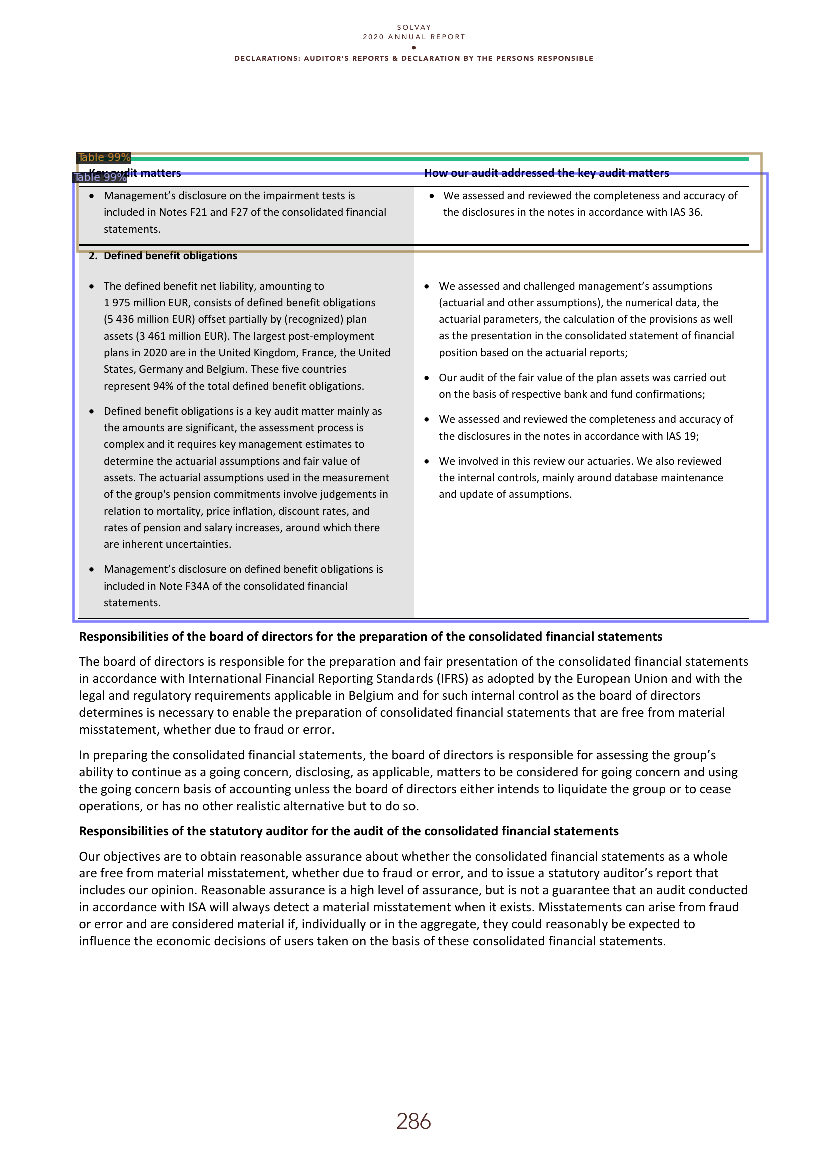 SOLVAY
2020 ANNUAL REPORT
•
DECLARATIONS: AUDITOR'S REPORTS & DECLARATION BY THE PERSONS RESPONSIBLE
Table 99%
Table 99%
Key audit matters
How our audit addressed the key audit matters
• Management's disclosure on the impairment tests is
included in Notes F21 and F27 of the consolidated financial
statements.
• We assessed and reviewed the completeness and accuracy of
the disclosures in the notes in accordance with IAS 36.
2. Defined benefit obligations
• The defined benefit net liability, amounting to
1 975 million EUR, consists of defined benefit obligations
(5 436 million EUR) offset partially by (recognized) plan
assets (3 461 million EUR). The largest post-employment
plans in 2020 are in the United Kingdom, France, the United
States, Germany and Belgium. These five countries
represent 94% of the total defined benefit obligations.
• Defined benefit obligations is a key audit matter mainly as
the amounts are significant, the assessment process is
complex and it requires key management estimates to
determine the actuarial assumptions and fair value of
assets. The actuarial assumptions used in the measurement
of the group's pension commitments involve judgements in
relation to mortality, price inflation, discount rates, and
rates of pension and salary increases, around which there
are inherent uncertainties.
• Management's disclosure on defined benefit obligations is
included in Note F34A of the consolidated financial
statements.
• We assessed and challenged management's assumptions
(actuarial and other assumptions), the numerical data, the
actuarial parameters, the calculation of the provisions as well
as the presentation in the consolidated statement of financial
position based on the actuarial reports;
• Our audit of the fair value of the plan assets was carried out
on the basis of respective bank and fund confirmations;
• We assessed and reviewed the completeness and accuracy of
the disclosures in the notes in accordance with IAS 19;
• We involved in this review our actuaries. We also reviewed
the internal controls, mainly around database maintenance
and update of assumptions.
Responsibilities of the board of directors for the preparation of the consolidated financial statements
The board of directors is responsible for the preparation and fair presentation of the consolidated financial statements
in accordance with International Financial Reporting Standards (IFRS) as adopted by the European Union and with the
legal and regulatory requirements applicable in Belgium and for such internal control as the board of directors
determines is necessary to enable the preparation of consolidated financial statements that are free from material
misstatement, whether due to fraud or error.
In preparing the consolidated financial statements, the board of directors is responsible for assessing the group's
ability to continue as a going concern, disclosing, as applicable, matters to be considered for going concern and using
the going concern basis of accounting unless the board of directors either intends to liquidate the group or to cease
operations, or has no other realistic alternative but to do so.
Responsibilities of the statutory auditor for the audit of the consolidated financial statements
Our objectives are to obtain reasonable assurance about whether the consolidated financial statements as a whole
are free from material misstatement, whether due to fraud or error, and to issue a statutory auditor's report that
includes our opinion. Reasonable assurance is a high level of assurance, but is not a guarantee that an audit conducted
in accordance with ISA will always detect a material misstatement when it exists. Misstatements can arise from fraud
or error and are considered material if, individually or in the aggregate, they could reasonably be expected to
influence the economic decisions of users taken on the basis of these consolidated financial statements.
286